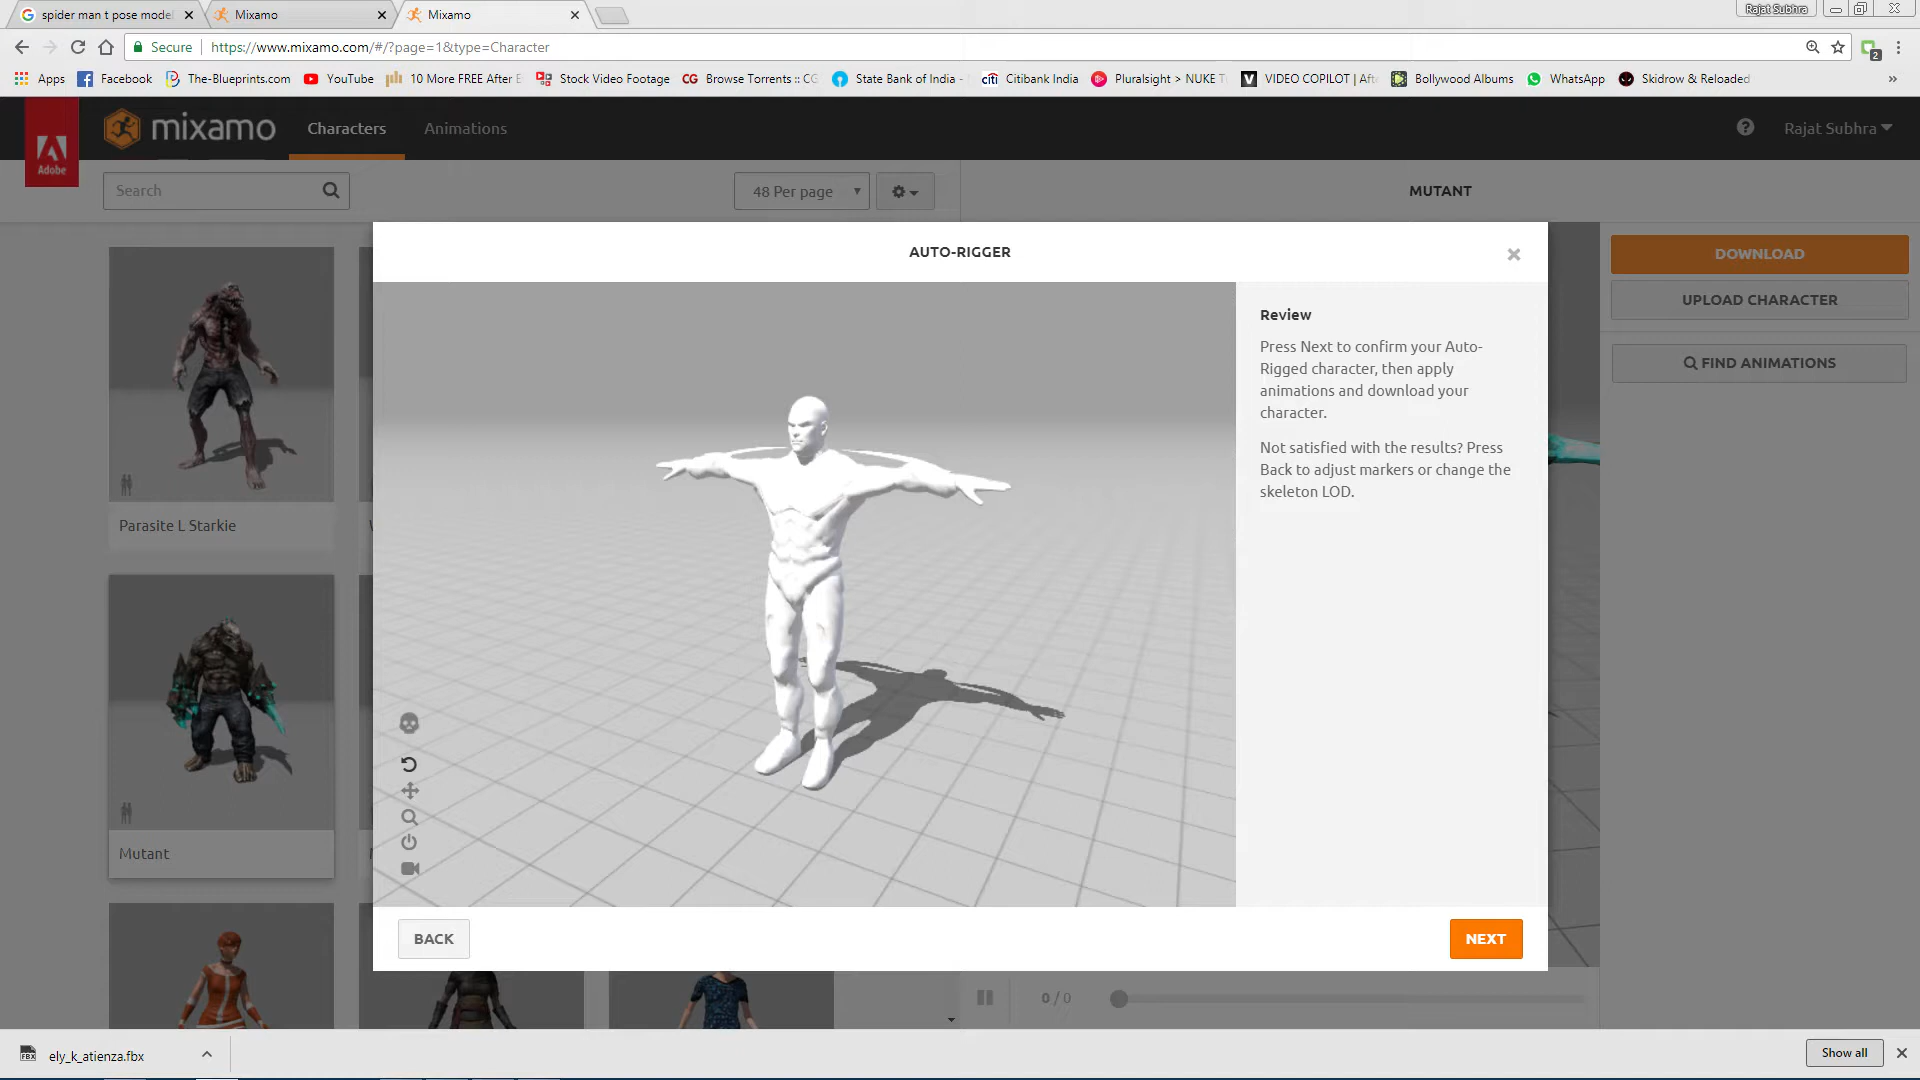 spider man t pose model
Mixamo
Mixamo
Rajat Subhra
Secure
https://www.mixamo.com/#/?page=1&type=Character
2
Apps
Facebook
The-Blueprints.com
YouTube
10 More FREE After E
Stock Video Footage
CG
Browse Torrents :: CG
State Bank of India -
citi
Citibank India
Pluralsight > NUKE T
V
VIDEO COPILOT | Afte
Bollywood Albums
WhatsApp
Skidrow & Reloaded
»
Adobe
mixamo
Characters
Animations
Rajat Subhra
Search
48 Per page
MUTANT
AUTO-RIGGER
DOWNLOAD
UPLOAD CHARACTER
FIND ANIMATIONS
Review
Press Next to confirm your Auto-
Rigged character, then apply
animations and download your
character.
Not satisfied with the results? Press
Back to adjust markers or change the
skeleton LOD.
Parasite L Starkie
Mutant
BACK
NEXT
0 / 0
FBX
ely_k_atienza.fbx
Show all